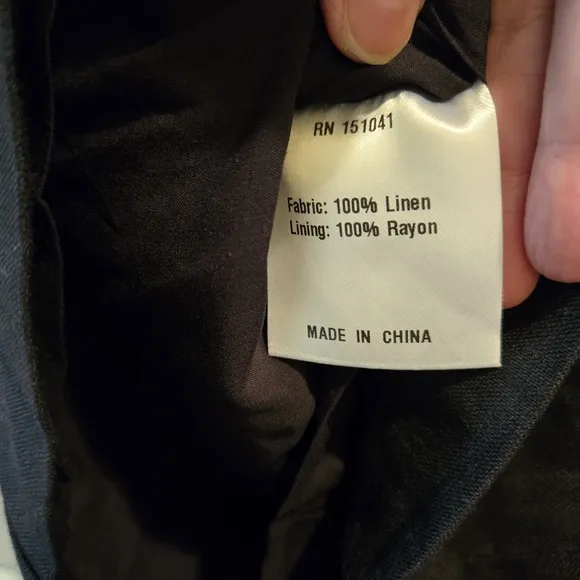 RN 151041
Fabric: 100% Linen
Lining: 100% Rayon
MADE IN CHINA